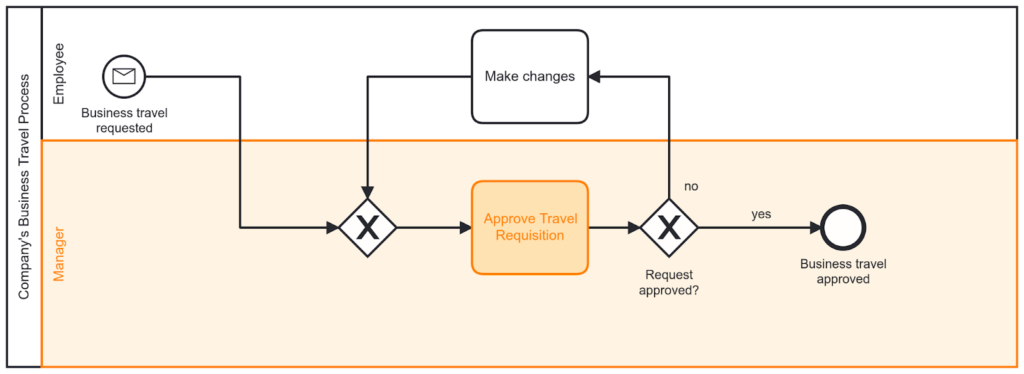 Company's Business Travel Process
Employee
Business travel
requested
Make changes
Manager
X
Approve Travel
Requisition
X
no
Request
approved?
yes
Business travel
approved